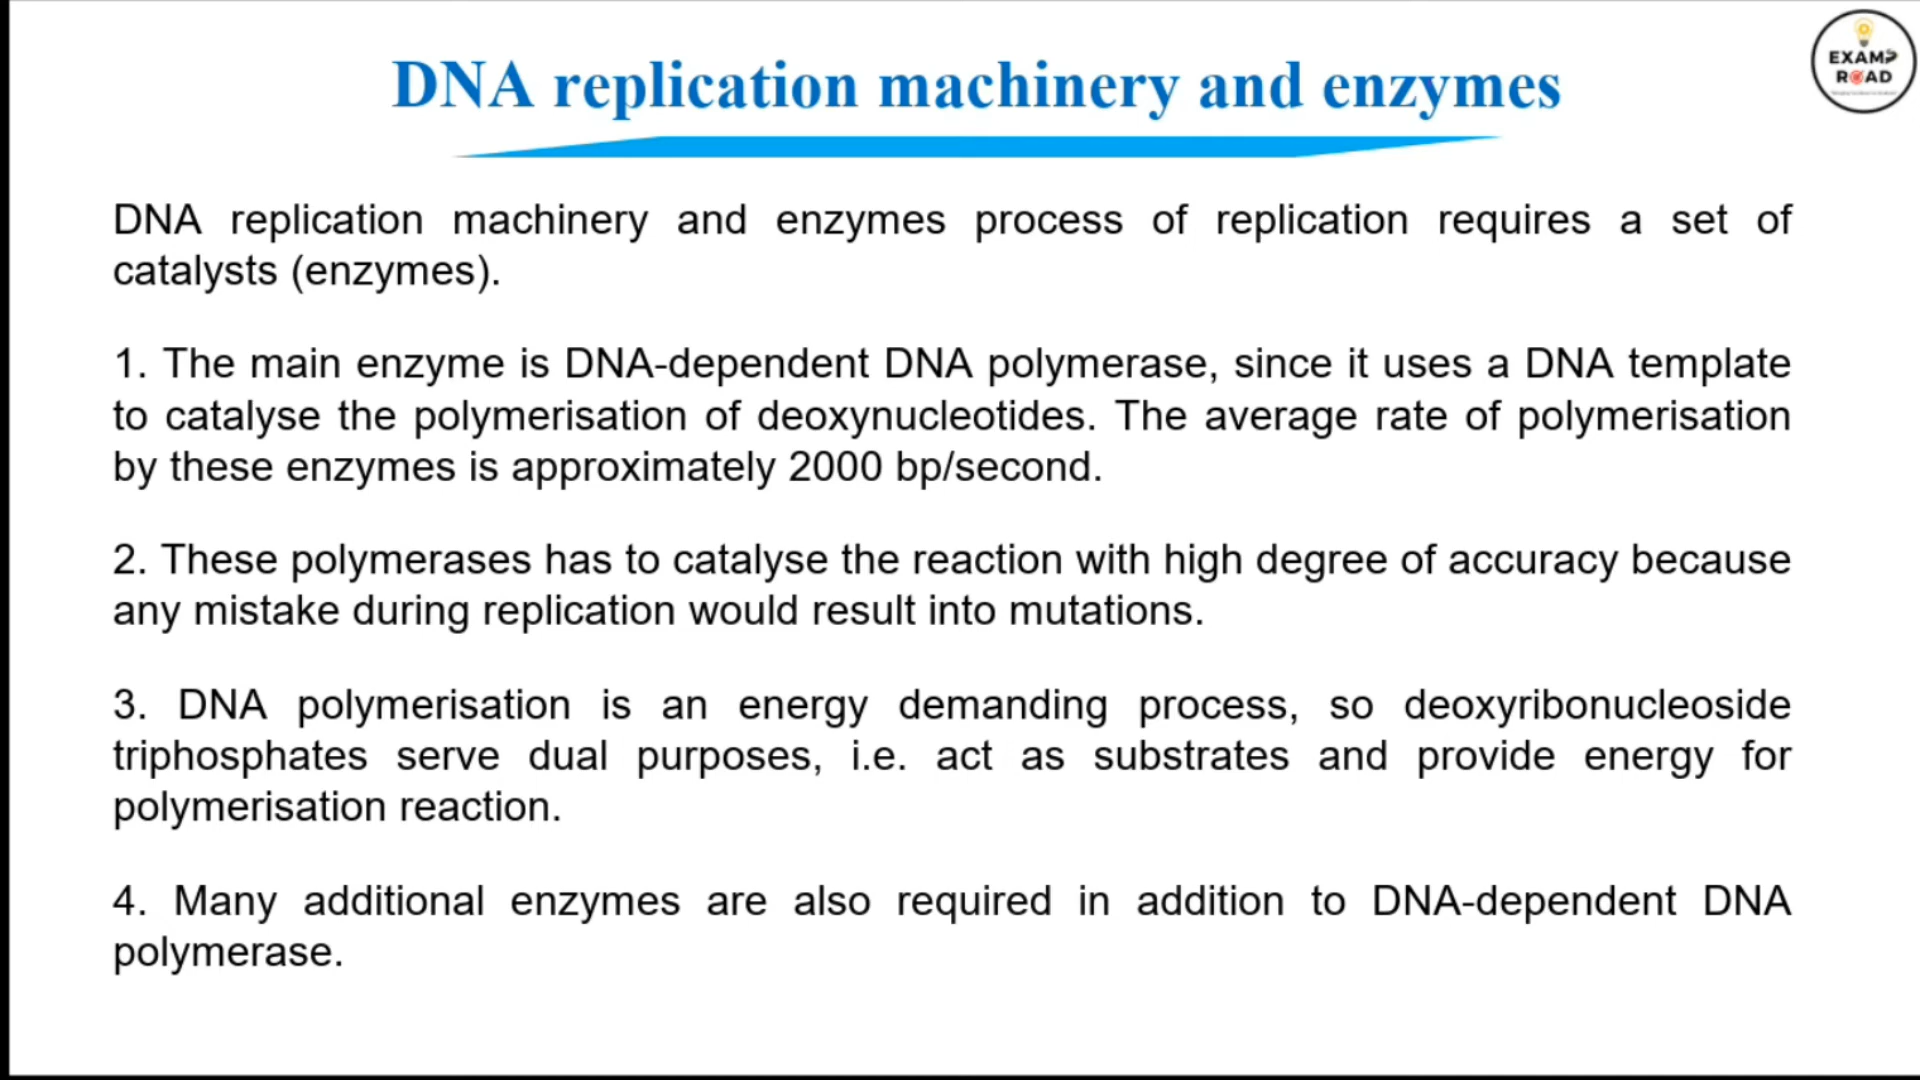 DNA replication machinery and enzymes
EXAM
ROAD
DNA replication machinery and enzymes process of replication requires a set of
catalysts (enzymes).
1. The main enzyme is DNA-dependent DNA polymerase, since it uses a DNA template
to catalyse the polymerisation of deoxynucleotides. The average rate of polymerisation
by these enzymes is approximately 2000 bp/second.
2. These polymerases has to catalyse the reaction with high degree of accuracy because
any mistake during replication would result into mutations.
3. DNA polymerisation is an energy demanding process, so deoxyribonucleoside
triphosphates serve dual purposes, i.e. act as substrates and provide energy for
polymerisation reaction.
4. Many additional enzymes are also required in addition to DNA-dependent DNA
polymerase.